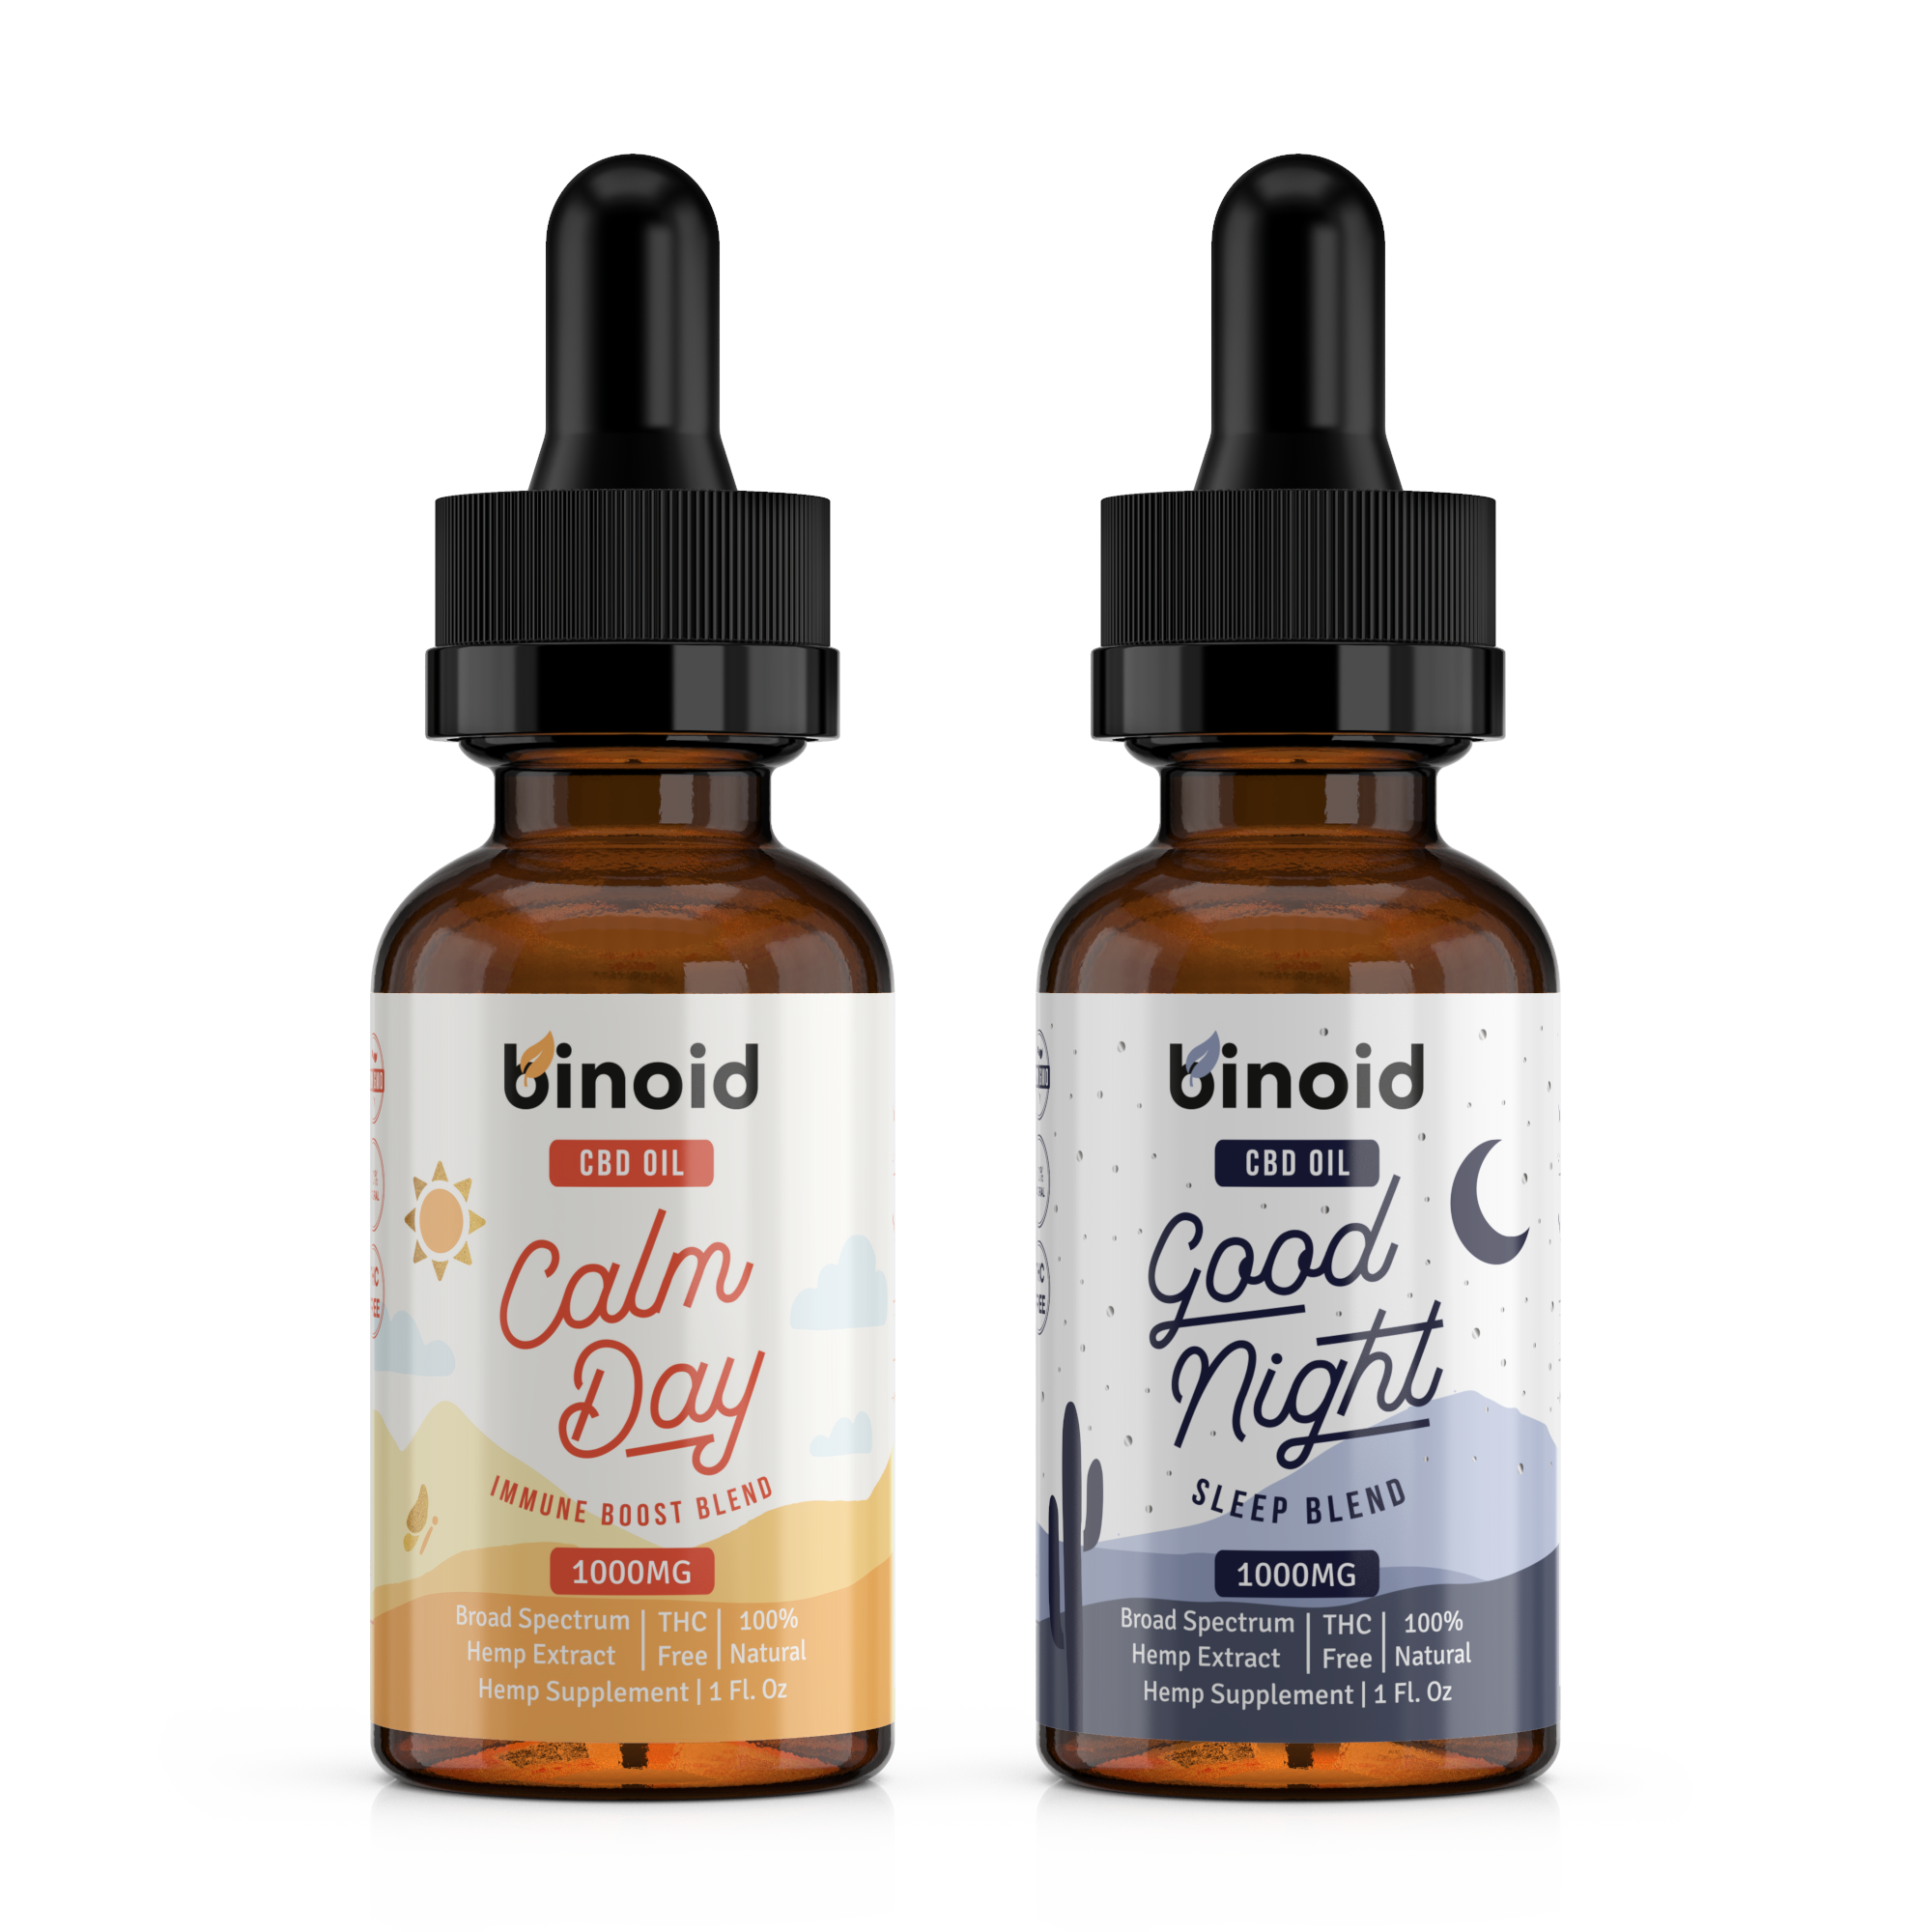 binoid
CBD OIL
Calm
Day
IMMUNE BOOST BLEND
1000MG
Broad Spectrum | THC | 100%
Hemp Extract | Free | Natural
Hemp Supplement | 1 Fl. Oz
binoid
CBD OIL
Good
Night
SLEEP BLEND
1000MG
Broad Spectrum | THC | 100%
Hemp Extract | Free | Natural
Hemp Supplement | 1 Fl. Oz